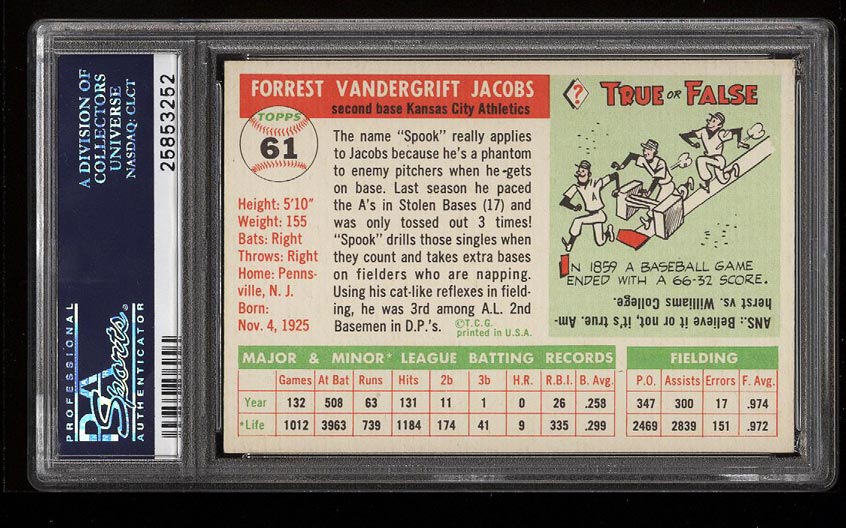 A DIVISION OF
COLLECTORS
UNIVERSE
NASDAQ: CLCT
25853252
PROFESSIONAL
PSA
Sports
AUTHENTICATOR
FORREST VANDERGRIFT JACOBS
second base Kansas City Athletics
TOPPS
61
Height: 5'10"
Weight: 155
Bats: Right
Throws: Right
Home: Penns-
ville, N. J.
Born:
Nov. 4, 1925
The name "Spook" really applies
to Jacobs because he's a phantom
to enemy pitchers when he gets
on base. Last season he paced
the A's in Stolen Bases (17) and
was only tossed out 3 times!
"Spook" drills those singles when
they count and takes extra bases
on fielders who are napping.
Using his cat-like reflexes in field-
ing, he was 3rd among A.L. 2nd
Basemen in D.P.'s.
©T.C.G.
printed in U.S.A.
? TRUE OR FALSE
IN 1859 A BASEBALL GAME
ENDED WITH A 66-32 SCORE.
ANS.: Believe it or not, it's true. Am-
herst vs. Williams College.
MAJOR & MINOR* LEAGUE BATTING RECORDS
Games At Bat Runs Hits 2b 3b H.R. R.B.I. B. Avg.
Year 132 508 63 131 11 1 0 26 .258
*Life 1012 3963 739 1184 174 41 9 335 .299
FIELDING
P.O. Assists Errors F. Avg.
347 300 17 .974
2469 2839 151 .972